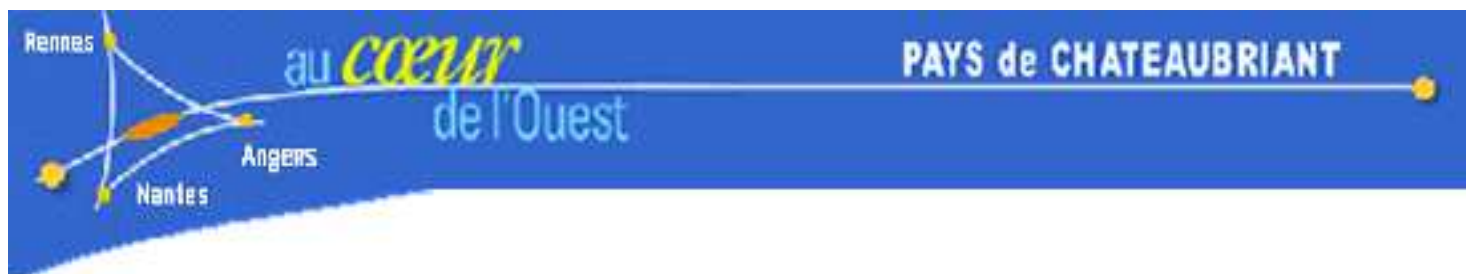 Rennes
au cœur
de l'Ouest
PAYS de CHATEAUBRIANT
Angers
Nantes